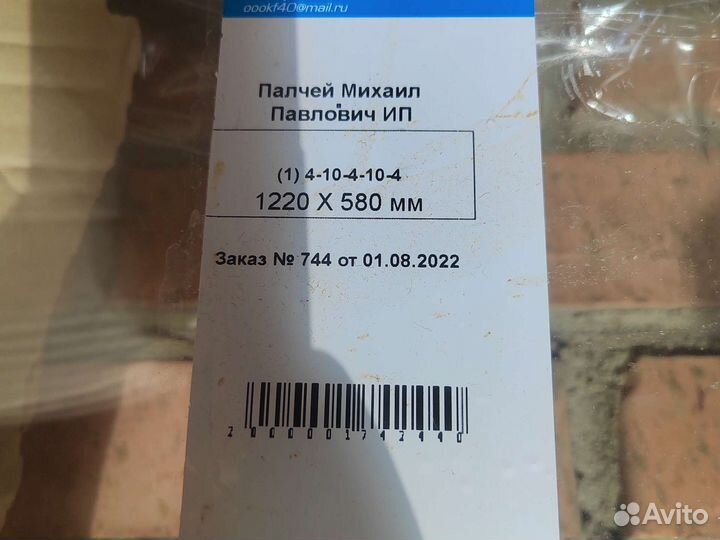 oookf40@mail.ru
Палчей Михаил
Павлович ИП
(1) 4-10-4-10-4
1220 X 580 мм
Заказ № 744 от 01.08.2022
2000001742440
Avito